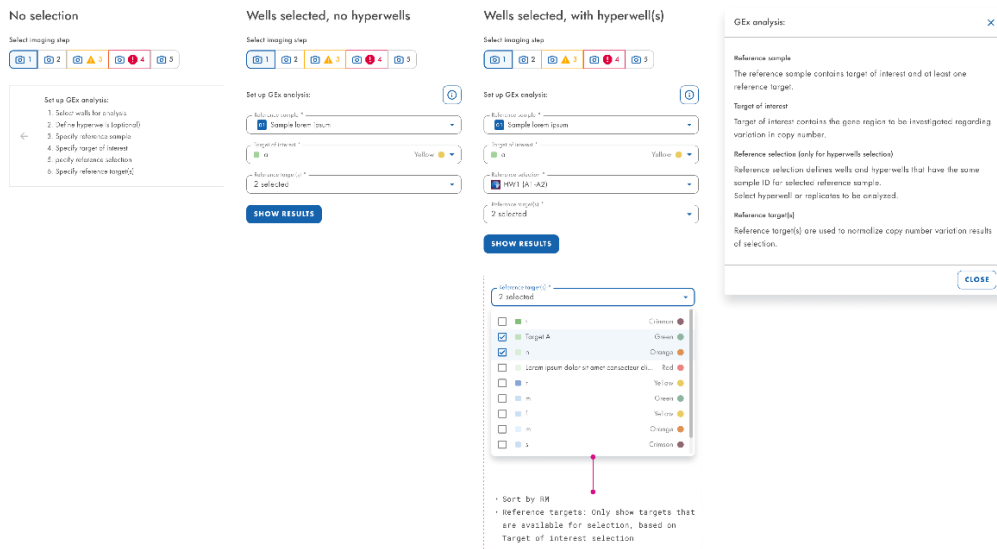 No selection
Select imaging step
1 2 3 4 5
Set up GEx analysis:
1. Select wells for analysis
2. Define hyperwells (optional)
3. Specify reference sample
4. Specify target of interest
5. pecify reference selection
6. Specify reference target(s)
Wells selected, no hyperwells
Select imaging step
1 2 3 4 5
Set up GEx analysis:
Reference sample *
01 Sample lorem ipsum
Target of interest *
a Yellow
Reference target(s) *
2 selected
SHOW RESULTS
Wells selected, with hyperwell(s)
Select imaging step
1 2 3 4 5
Set up GEx analysis:
Reference sample *
01 Sample lorem ipsum
Target of interest *
a Yellow
Reference selection *
HW1 (A1-A2)
Reference target(s) *
2 selected
SHOW RESULTS
Reference target(s) *
2 selected
Crimson
Target A Green
n Orange
Lorem ipsum dolor sit amet consecteur eli... Red
Yellow
m Green
Yellow
m Orange
s Crimson
• Sort by RM
• Reference targets: Only show targets that
are available for selection, based on
Target of interest selection
GEx analysis:
Reference sample
The reference sample contains target of interest and at least one
reference target.
Target of interest
Target of interest contains the gene region to be investigated regarding
variation in copy number.
Reference selection (only for hyperwells selection)
Reference selection defines wells and hyperwells that have the same
sample ID for selected reference sample.
Select hyperwell or replicates to be analyzed.
Reference target(s)
Reference target(s) are used to normalize copy number variation results
of selection.
CLOSE